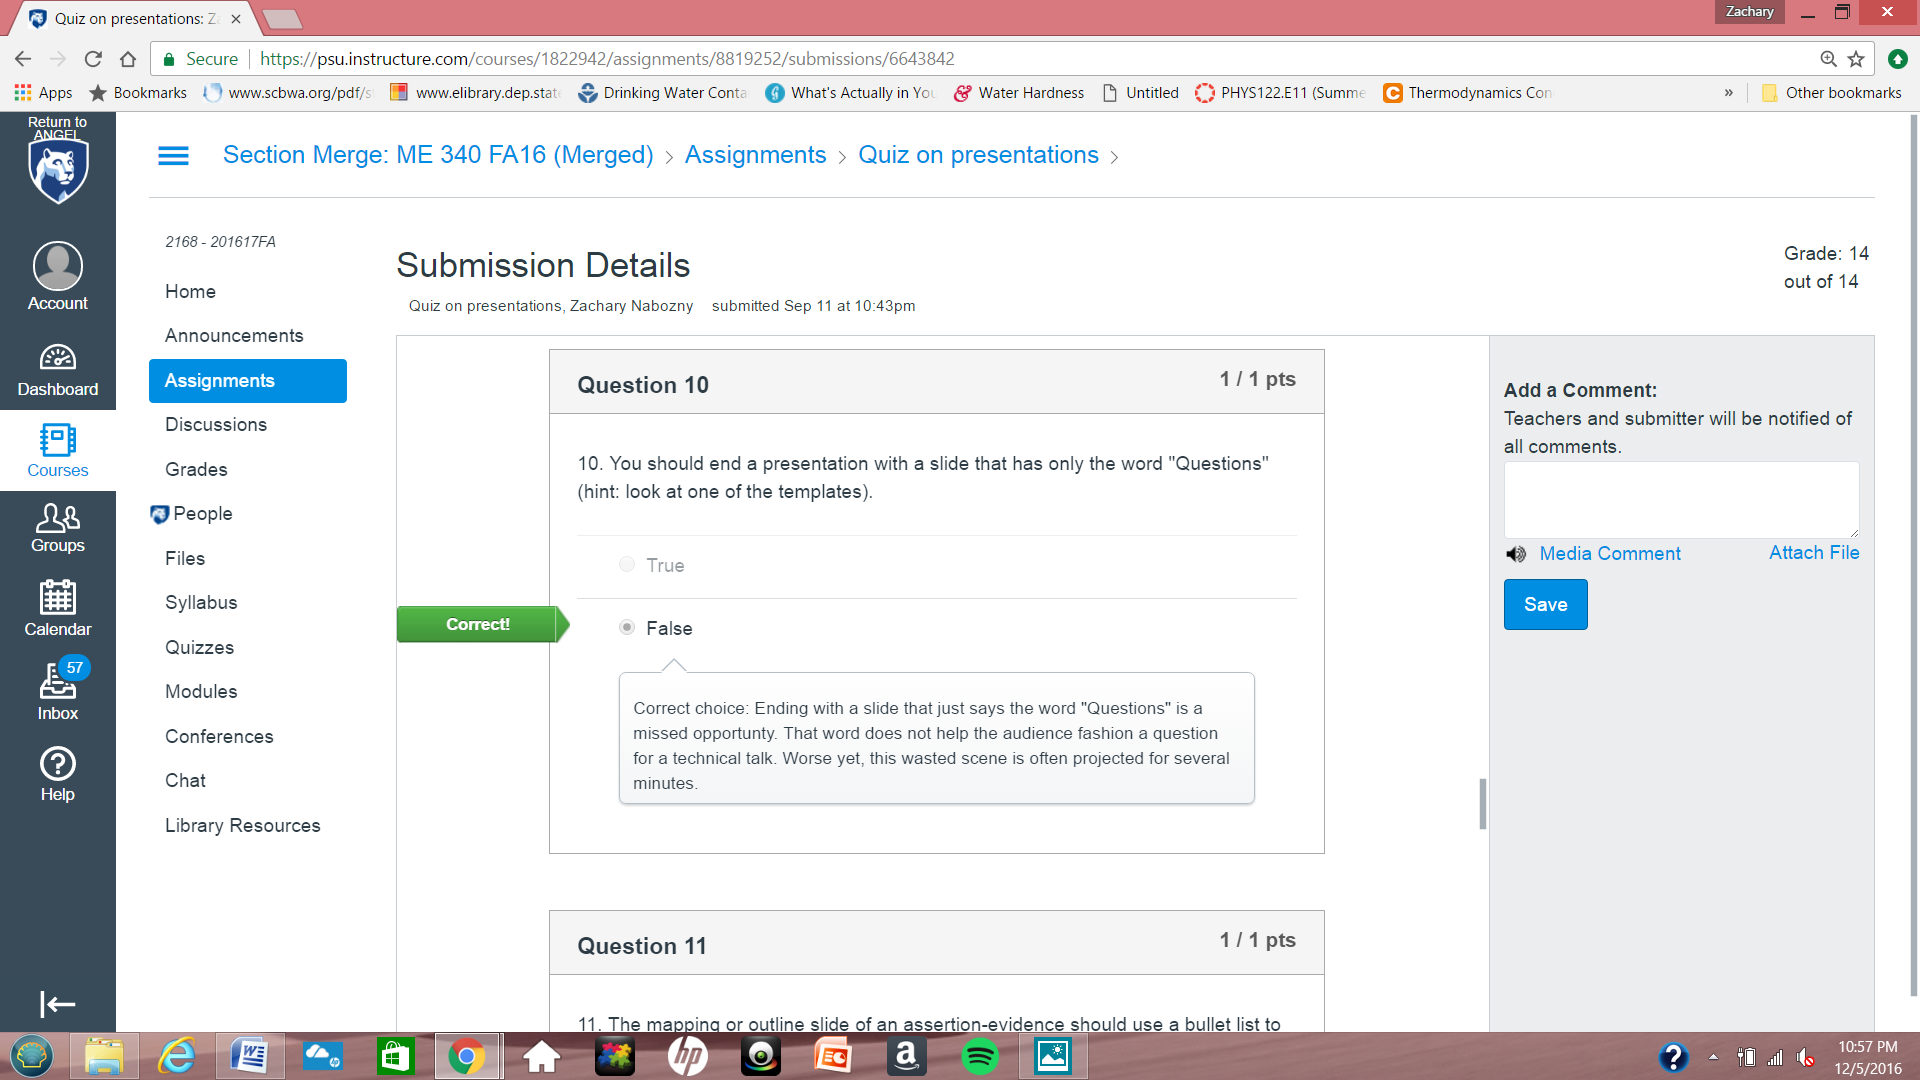 Quiz on presentations: Za
Zachary
Secure
https://psu.instructure.com/courses/1822942/assignments/8819252/submissions/6643842
Apps
Bookmarks
www.scbwa.org/pdf/s
www.elibrary.dep.stat
Drinking Water Conta
What's Actually in You
Water Hardness
Untitled
PHYS122.E11 (Summe
Thermodynamics Con
»
Other bookmarks
Return to
ANGEL
Section Merge: ME 340 FA16 (Merged) > Assignments > Quiz on presentations >
Account
Dashboard
Courses
Groups
Calendar
57
Inbox
Help
2168 - 201617FA
Home
Announcements
Assignments
Discussions
Grades
People
Files
Syllabus
Quizzes
Modules
Conferences
Chat
Library Resources
Submission Details
Quiz on presentations, Zachary Nabozny submitted Sep 11 at 10:43pm
Grade: 14
out of 14
Question 10
1 / 1 pts
10. You should end a presentation with a slide that has only the word "Questions"
(hint: look at one of the templates).
True
Correct!
False
Correct choice: Ending with a slide that just says the word "Questions" is a
missed opportunty. That word does not help the audience fashion a question
for a technical talk. Worse yet, this wasted scene is often projected for several
minutes.
Question 11
1 / 1 pts
11. The mapping or outline slide of an assertion-evidence should use a bullet list to
Add a Comment:
Teachers and submitter will be notified of
all comments.
Media Comment
Attach File
Save
10:57 PM
12/5/2016